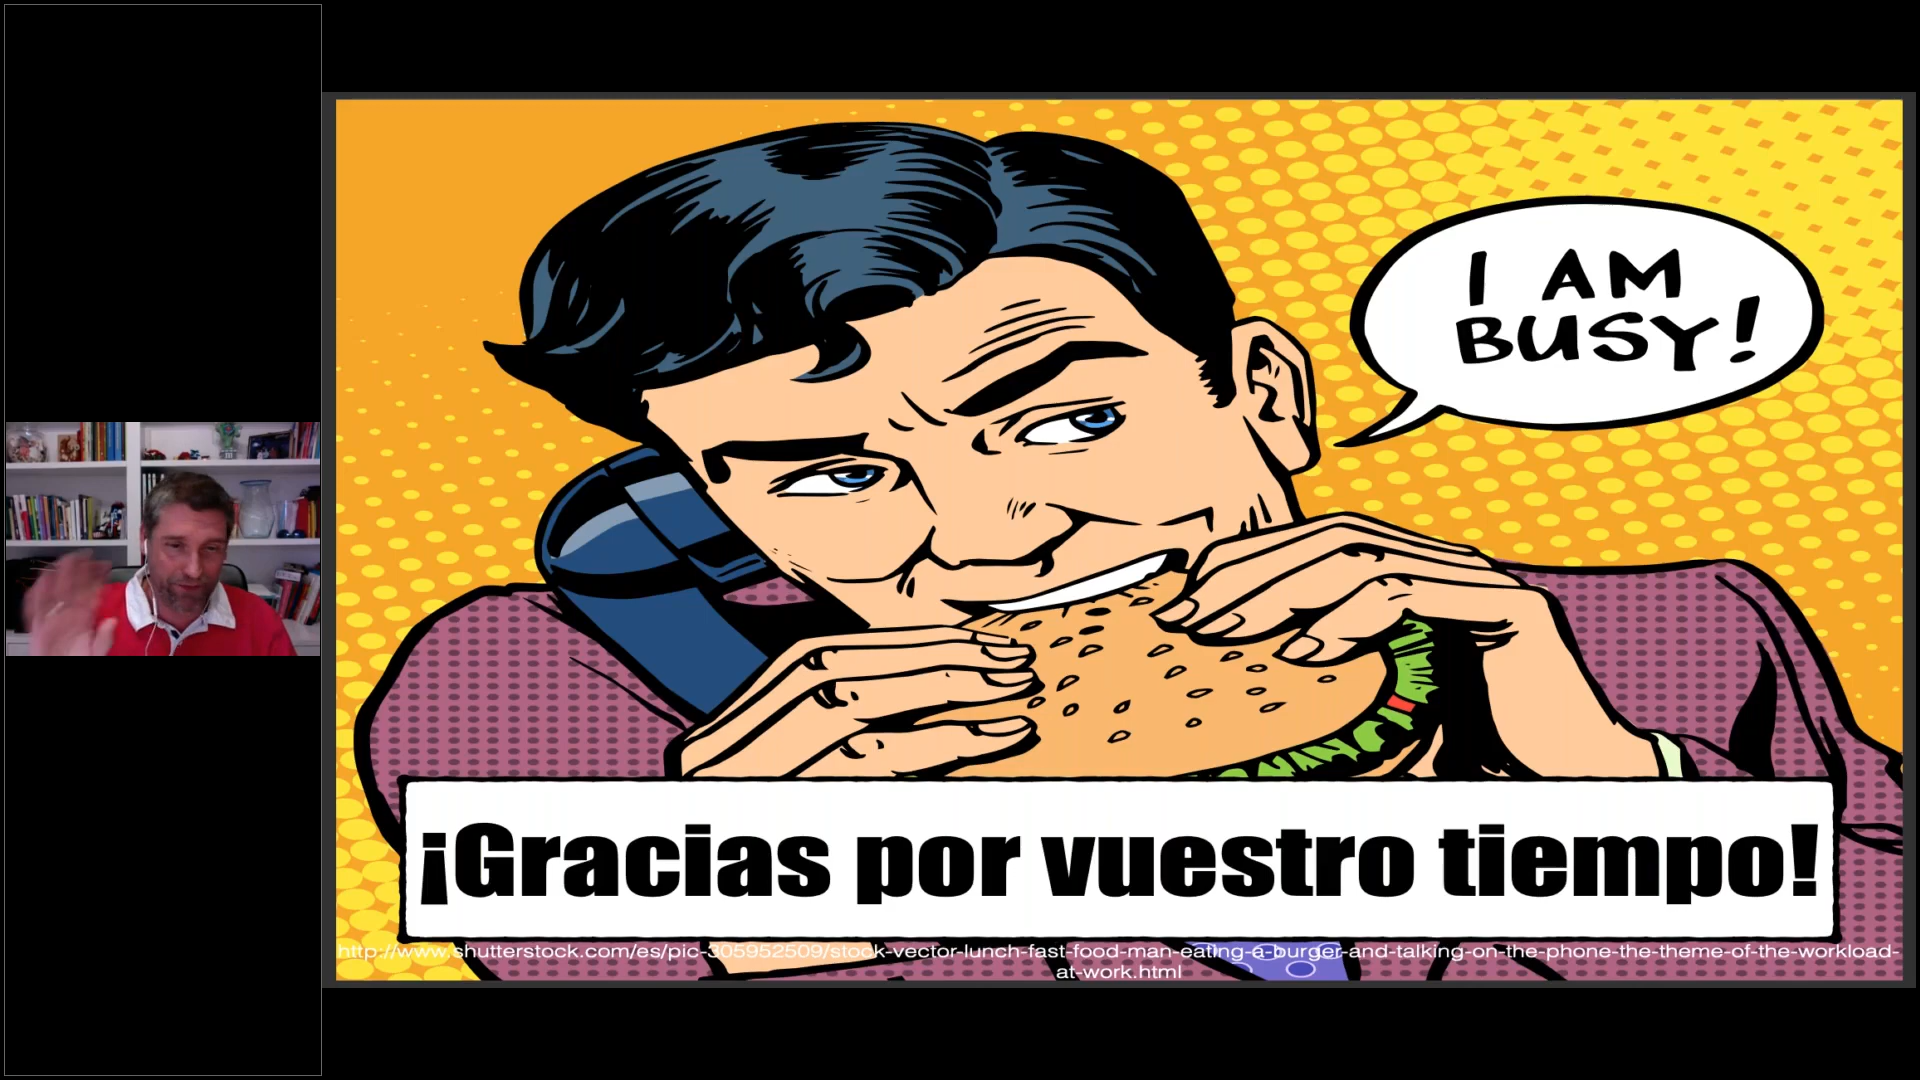 I AM
BUSY!
¡Gracias por vuestro tiempo!
http://www.shutterstock.com/es/pic-305952509/stock-vector-lunch-fast-food-man-eating-a-burger-and-talking-on-the-phone-the-theme-of-the-workload-
at-work.html